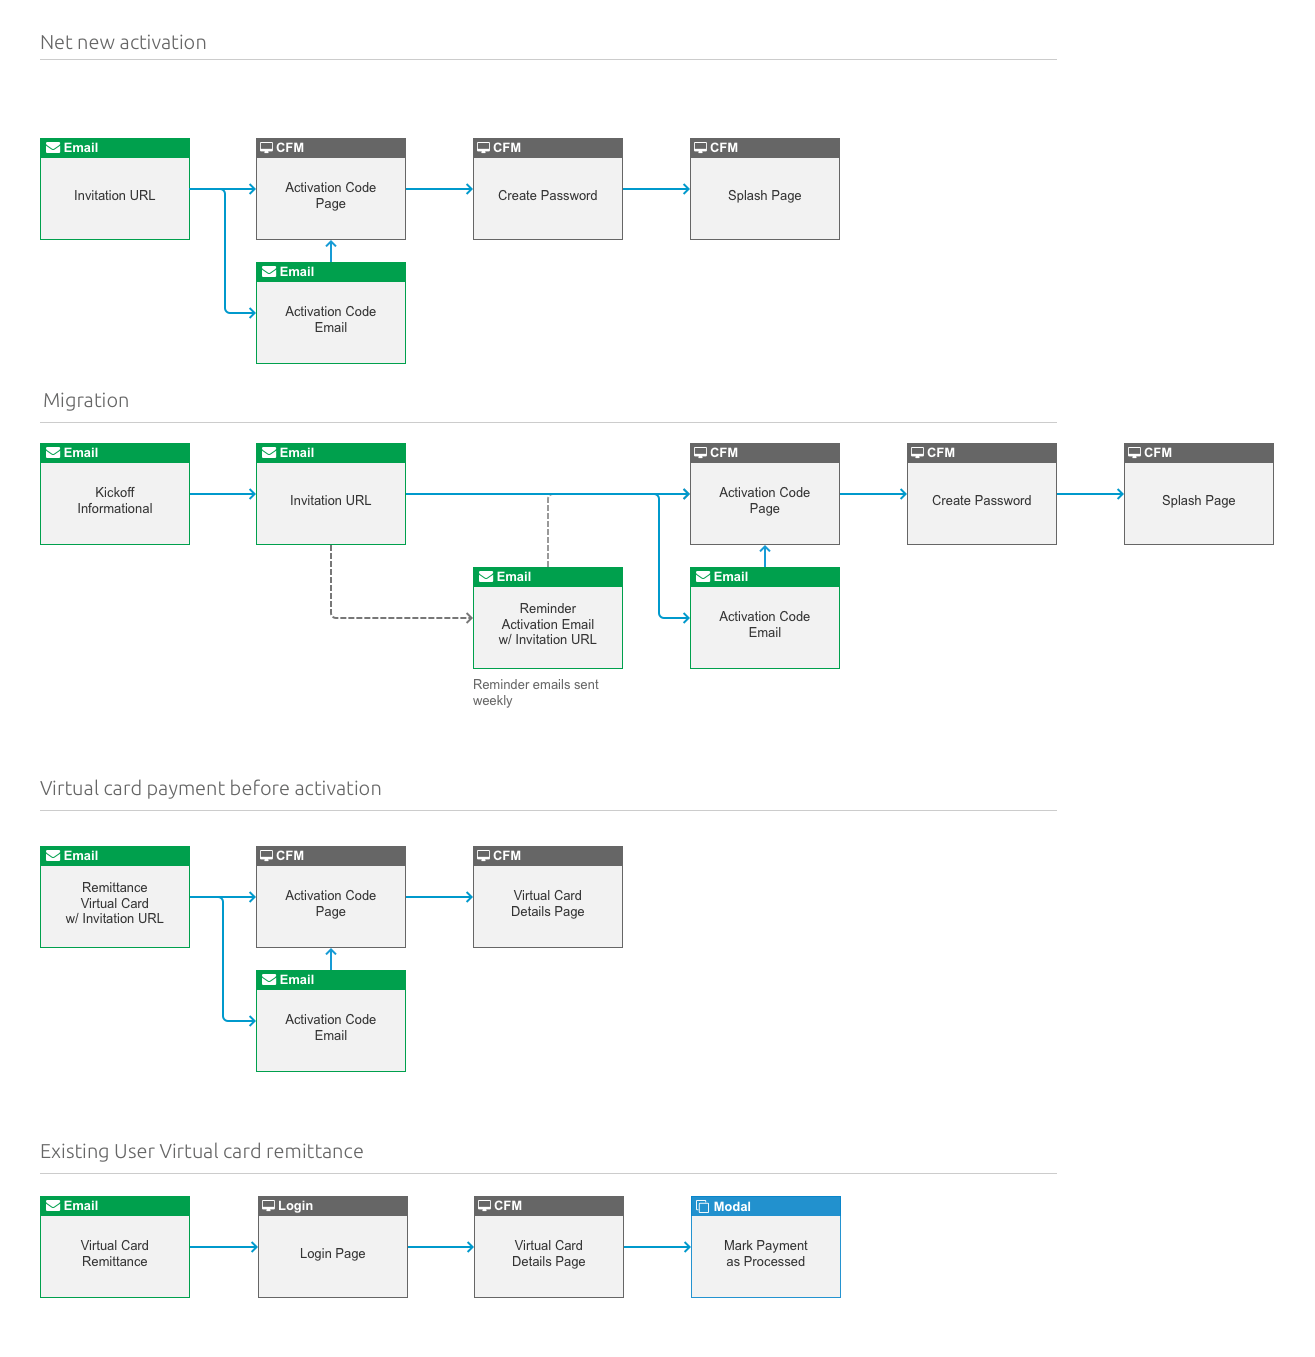 Net new activation
Email
Invitation URL
CFM
Activation Code
Page
CFM
Create Password
CFM
Splash Page
Email
Activation Code
Email
Migration
Email
Kickoff
Informational
Email
Invitation URL
CFM
Activation Code
Page
CFM
Create Password
CFM
Splash Page
Email
Reminder
Activation Email
w/ Invitation URL
Reminder emails sent
weekly
Email
Activation Code
Email
Virtual card payment before activation
Email
Remittance
Virtual Card
w/ Invitation URL
CFM
Activation Code
Page
CFM
Virtual Card
Details Page
Email
Activation Code
Email
Existing User Virtual card remittance
Email
Virtual Card
Remittance
Login
Login Page
CFM
Virtual Card
Details Page
Modal
Mark Payment
as Processed